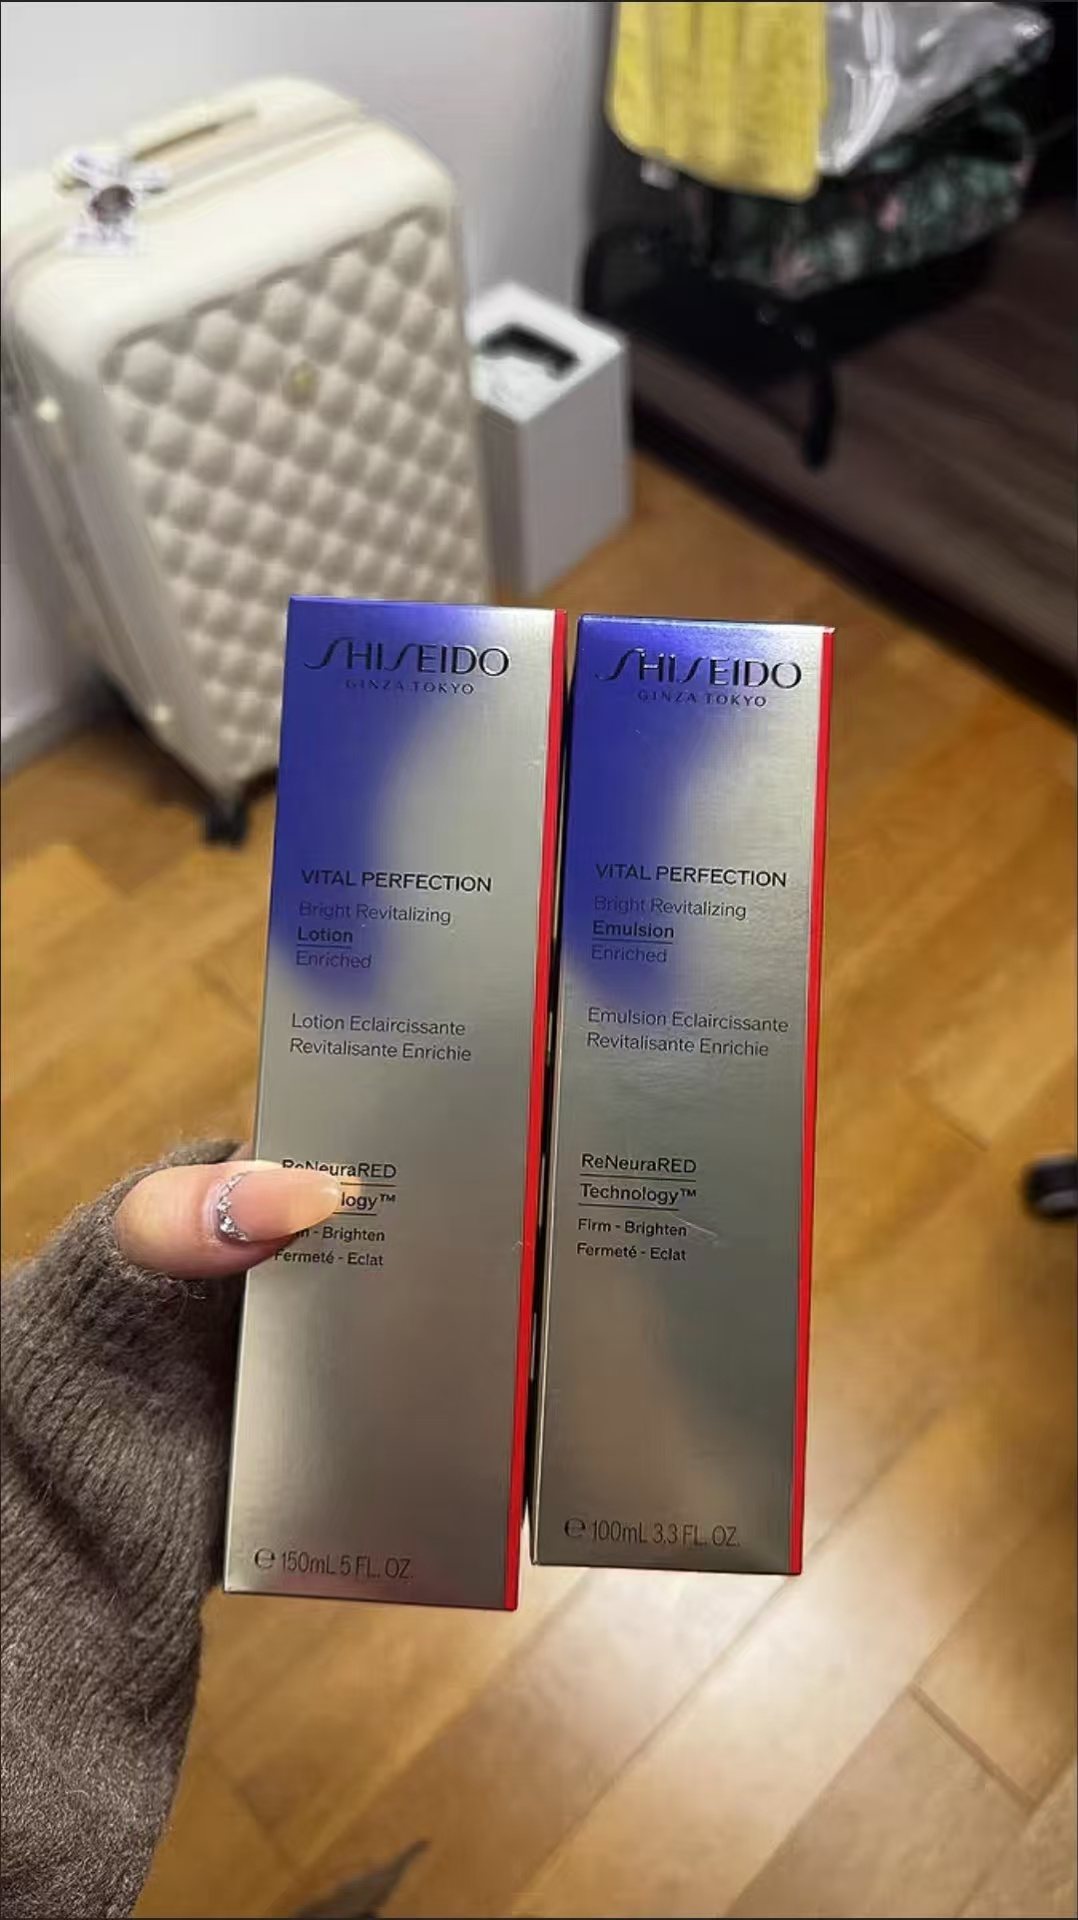 SHISEIDO
GINZA TOKYO
VITAL PERFECTION
Bright Revitalizing
Lotion
Enriched
Lotion Eclaircissante
Revitalisante Enrichie
ReNeuraRED
logy™
- Brighten
Fermeté - Eclat
e 150mL 5 FL. OZ.
SHISEIDO
GINZA TOKYO
VITAL PERFECTION
Bright Revitalizing
Emulsion
Enriched
Emulsion Eclaircissante
Revitalisante Enrichie
ReNeuraRED
Technology™
Firm - Brighten
Fermeté - Eclat
e 100mL 3.3 FL. OZ.